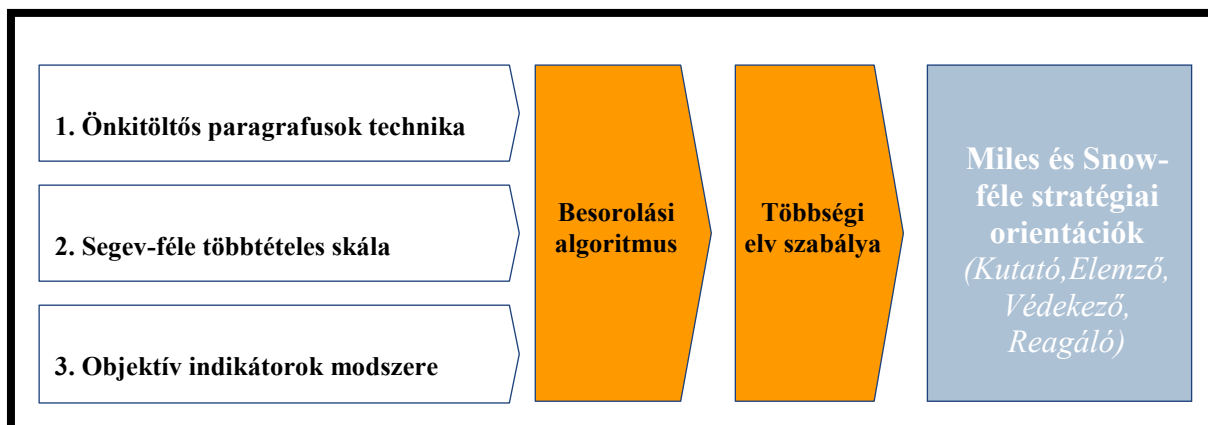 1. Önkitöltős paragrafusok technika
2. Segev-féle többtételes skála
3. Objektív indikátorok modszere
Besorolási
algoritmus
Többségi
elv szabálya
Miles és Snow-
féle stratégiai
orientációk
(Kutató,Elemző,
Védekező,
Reagáló)